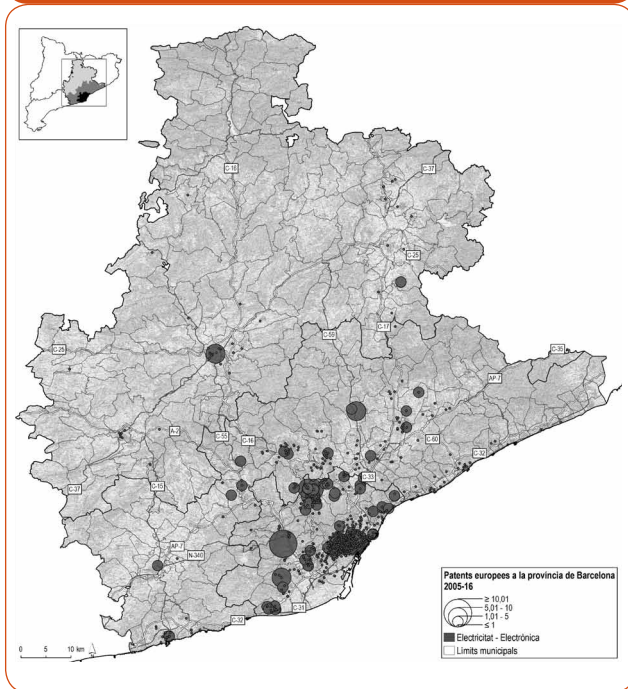 C-16
C-37
C-25
C-17
C-59
C-25
C-35
AP-7
A-2
C-55
C-16
C-60
C-33
C-32
C-37
C-15
AP-7
N-340
C-31
C-32
Patents europees a la provincia de Barcelona
2005-16
≥ 10,01
5,01 - 10
1,01 - 5
≤ 1
Electricitat - Electrónica
Límits municipals
0 5 10 km